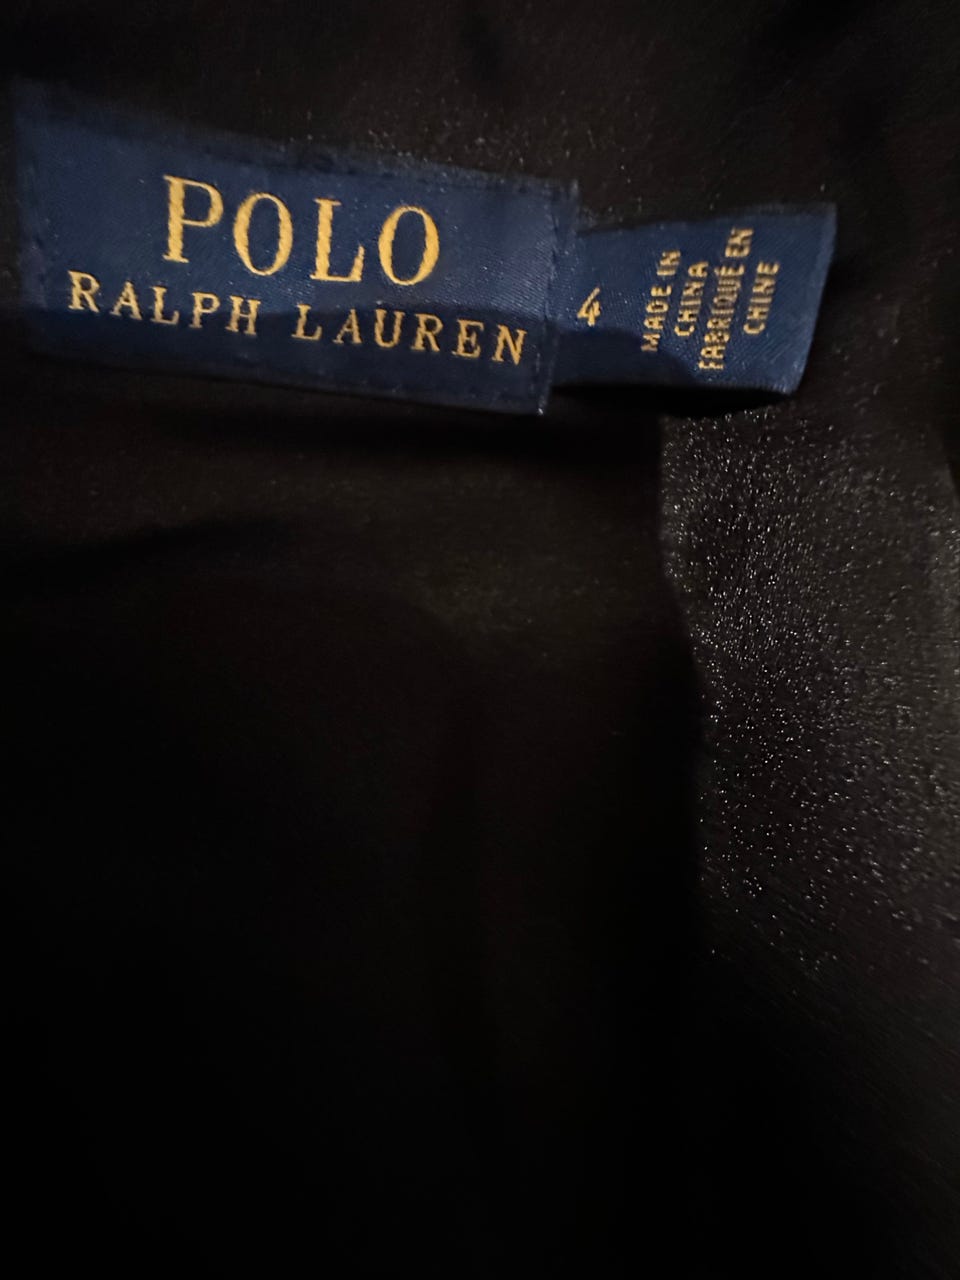 POLO
RALPH LAUREN
4
MADE IN
CHINA
FABRIQUÉ EN
CHINE